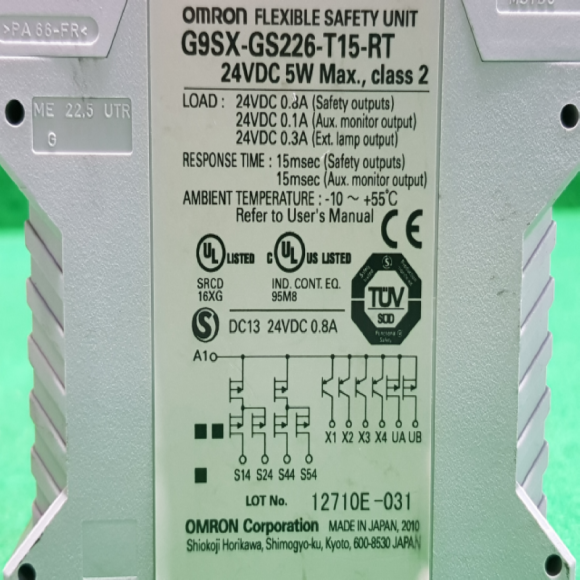 >PA 66-FR<
ME 22.5 UTR
G
OMRON FLEXIBLE SAFETY UNIT
G9SX-GS226-T15-RT
24VDC 5W Max., class 2
LOAD : 24VDC 0.8A (Safety outputs)
24VDC 0.1A (Aux. monitor output)
24VDC 0.3A (Ext. lamp output)
RESPONSE TIME : 15msec (Safety outputs)
15msec (Aux. monitor output)
AMBIENT TEMPERATURE : -10 ~ +55°C
Refer to User's Manual
CE
UL LISTED C UL US LISTED
SRCD IND. CONT. EQ.
16XG 95M8
TÜV
SÜD
S DC13 24VDC 0.8A
A1
X1 X2 X3 X4 UA UB
S14 S24 S44 S54
LOT No. 12710E-031
OMRON Corporation MADE IN JAPAN, 2010
Shiokoji Horikawa, Shimogyo-ku, Kyoto, 600-8530 JAPAN